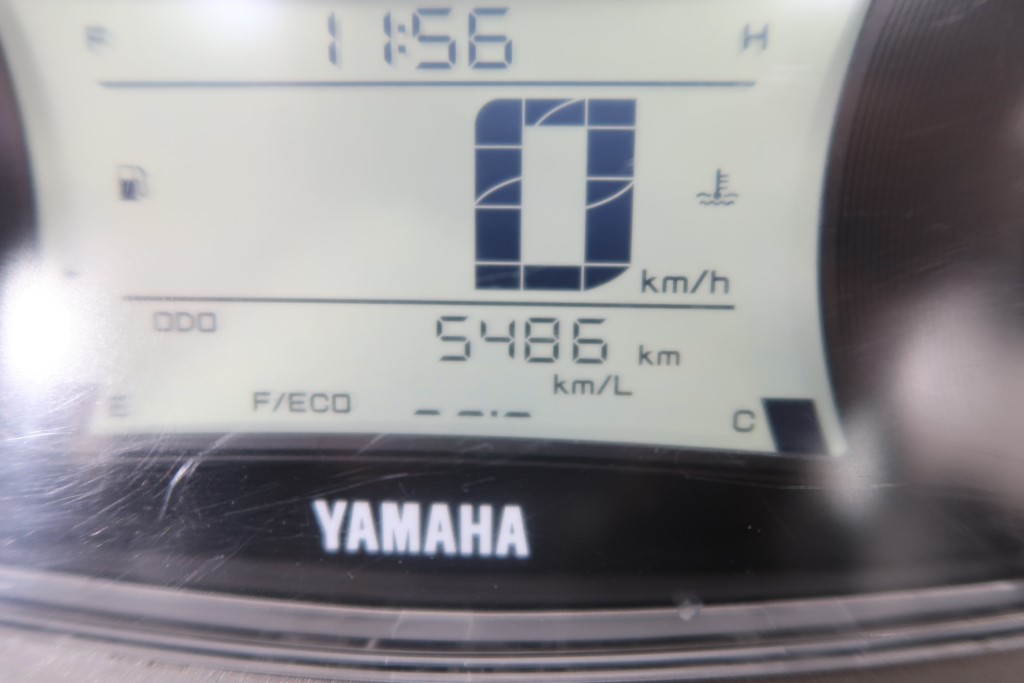 F 11:56 H
0 km/h
ODO 5486 km
km/L
E F/ECO --.- C
YAMAHA